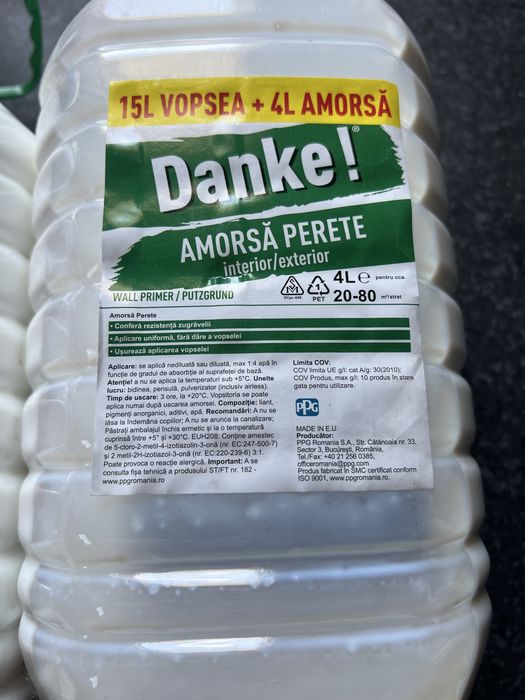 15L VOPSEA + 4L AMORSĂ
Danke!®
AMORSĂ PERETE
interior/exterior
WALL PRIMER / PUTZGRUND
4L e pentru cca.
20-80 m²/strat
1
PET
Amorsă Perete
• Conferă rezistență zugrăvelii
• Aplicare uniformă, fără dâre a vopselei
• Ușurează aplicarea vopselei
Aplicare: se aplică nediluată sau diluată, max 1:4 apă în
funcție de gradul de absorbție al suprafeței de bază.
Atenție! a nu se aplica la temperaturi sub +5°C. Unelte
lucru: bidinea, pensulă, pulverizator (inclusiv airless).
Timp de uscare: 3 ore, la +20°C. Vopsitoria se poate
aplica numai după uscarea amorsei. Compoziție: liant,
pigmenți anorganici, aditivi, apă. Recomandări: A nu se
lăsa la îndemâna copiilor; A nu se arunca la canalizare;
Păstrați ambalajul închis ermetic și la o temperatură
cuprinsă între +5° și +30°C. EUH208: Conține amestec
de 5-cloro-2-metil-4-izotiazolin-3-onă (nr. EC:247-500-7)
și 2 metil-2H-izotiazol-3-onă (nr. EC:220-239-6) 3:1.
Poate provoca o reacție alergică. Important: A se
consulta fișa tehnică a produsului ST/FT nr. 182 -
www.ppgromania.ro
Limita COV:
COV limita UE g/l: cat A/g: 30(2010);
COV Produs, max g/l: 10 produs în stare
gata pentru utilizare.
PPG
MADE IN E.U.
Producător:
PPG Romania S.A., Str. Cătănoaia nr. 33,
Sector 3, București, România,
Tel./Fax: +40 21 256 0385,
officeromania@ppg.com
Produs fabricat în SMC certificat conform
ISO 9001, www.ppgromania.ro.